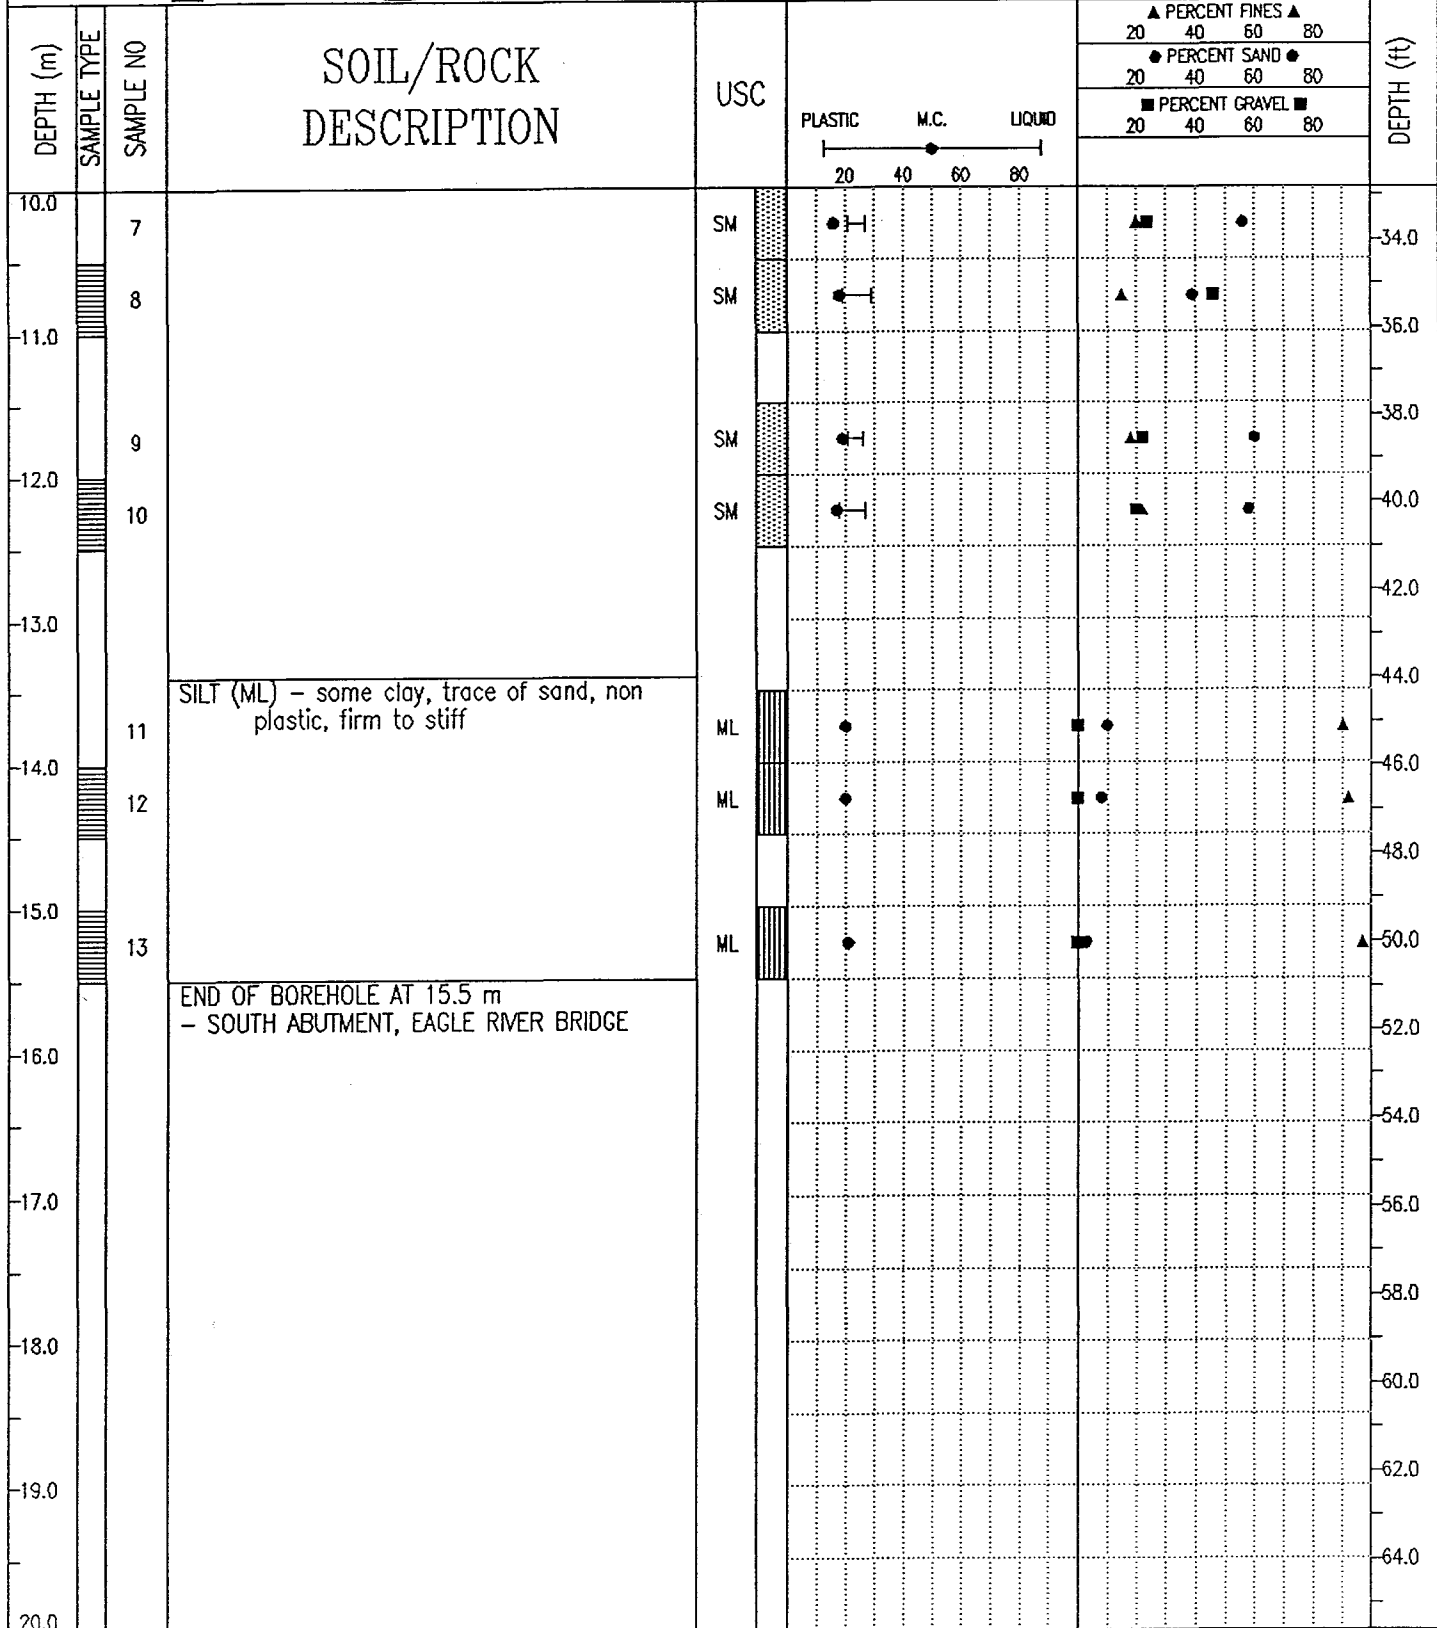 ▲ PERCENT FINES ▲
20 40 60 80
● PERCENT SAND ●
20 40 60 80
■ PERCENT GRAVEL ■
20 40 60 80
DEPTH (m)
SAMPLE TYPE
SAMPLE NO
SOIL/ROCK
DESCRIPTION
USC
PLASTIC M.C. LIQUID
20 40 60 80
DEPTH (ft)
10.0
7 SM
34.0
8 SM
11.0
36.0
38.0
9 SM
12.0
40.0
10 SM
42.0
13.0
44.0
SILT (ML) – some clay, trace of sand, non
plastic, firm to stiff
11 ML
14.0
46.0
12 ML
48.0
15.0
50.0
13 ML
END OF BOREHOLE AT 15.5 m
– SOUTH ABUTMENT, EAGLE RIVER BRIDGE
52.0
16.0
54.0
17.0
56.0
58.0
18.0
60.0
62.0
19.0
64.0
20.0